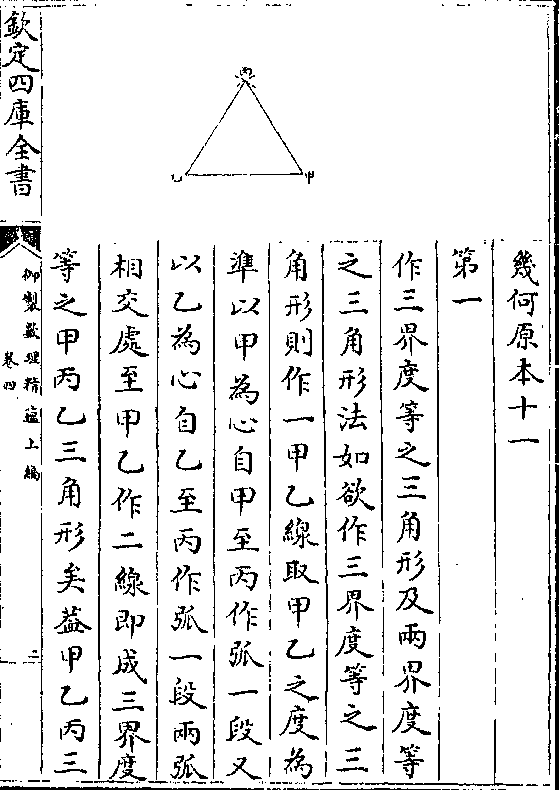 幾何原本十一
第一
作三界度等之三角形及兩界度等
之三角形法如欲作三界度等之三
角形則作一甲乙線取甲乙之度為
準以甲為心自甲至丙作弧一段又
以乙為心自乙至丙作弧一段兩弧
相交處至甲乙作二線即成三界度
等之甲丙乙三角形矣葢甲乙丙三
丙
乙
甲
欽定四庫全書
御製數理精蘊上編
卷四
二